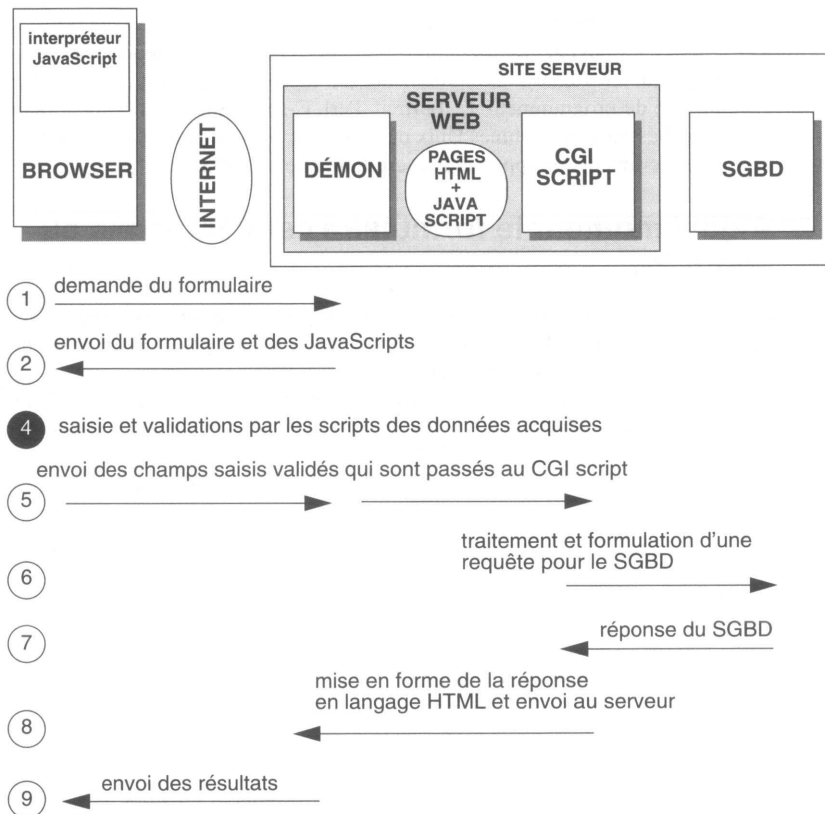 interpréteur
JavaScript
BROWSER
INTERNET
SITE SERVEUR
SERVEUR
WEB
DÉMON
PAGES
HTML
+
JAVA
SCRIPT
CGI
SCRIPT
SGBD
1 demande du formulaire
2 envoi du formulaire et des JavaScripts
4 saisie et validations par les scripts des données acquises
envoi des champs saisis validés qui sont passés au CGI script
5
traitement et formulation d'une
requête pour le SGBD
6
7 réponse du SGBD
mise en forme de la réponse
en langage HTML et envoi au serveur
8
9 envoi des résultats